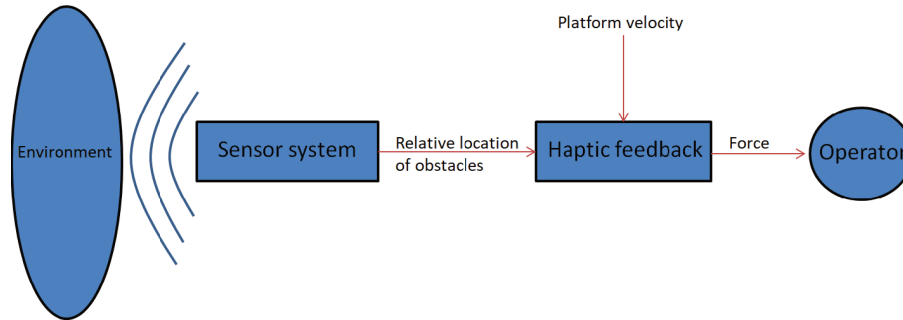 Platform velocity
Environment
Sensor system
Relative location
of obstacles
Haptic feedback
Force
Operator